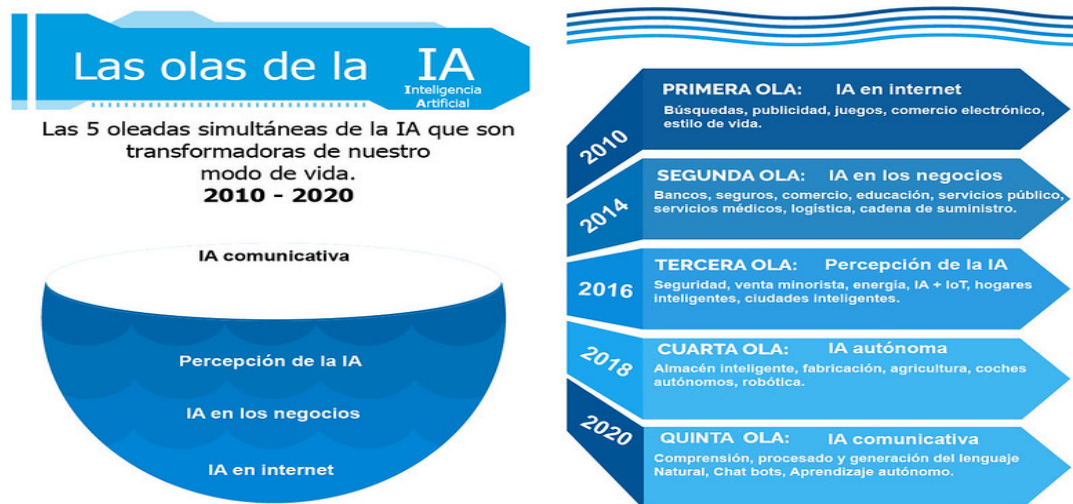 Las olas de la IA
Inteligencia
Artificial
Las 5 oleadas simultáneas de la IA que son
transformadoras de nuestro
modo de vida.
2010 - 2020
IA comunicativa
Percepción de la IA
IA en los negocios
IA en internet
2010
PRIMERA OLA: IA en internet
Búsquedas, publicidad, juegos, comercio electrónico,
estilo de vida.
2014
SEGUNDA OLA: IA en los negocios
Bancos, seguros, comercio, educación, servicios público,
servicios médicos, logística, cadena de suministro.
2016
TERCERA OLA: Percepción de la IA
Seguridad, venta minorista, energía, IA + IoT, hogares
inteligentes, ciudades inteligentes.
2018
CUARTA OLA: IA autónoma
Almacén inteligente, fabricación, agricultura, coches
autónomos, robótica.
2020
QUINTA OLA: IA comunicativa
Comprensión, procesado y generación del lenguaje
Natural, Chat bots, Aprendizaje autónomo.